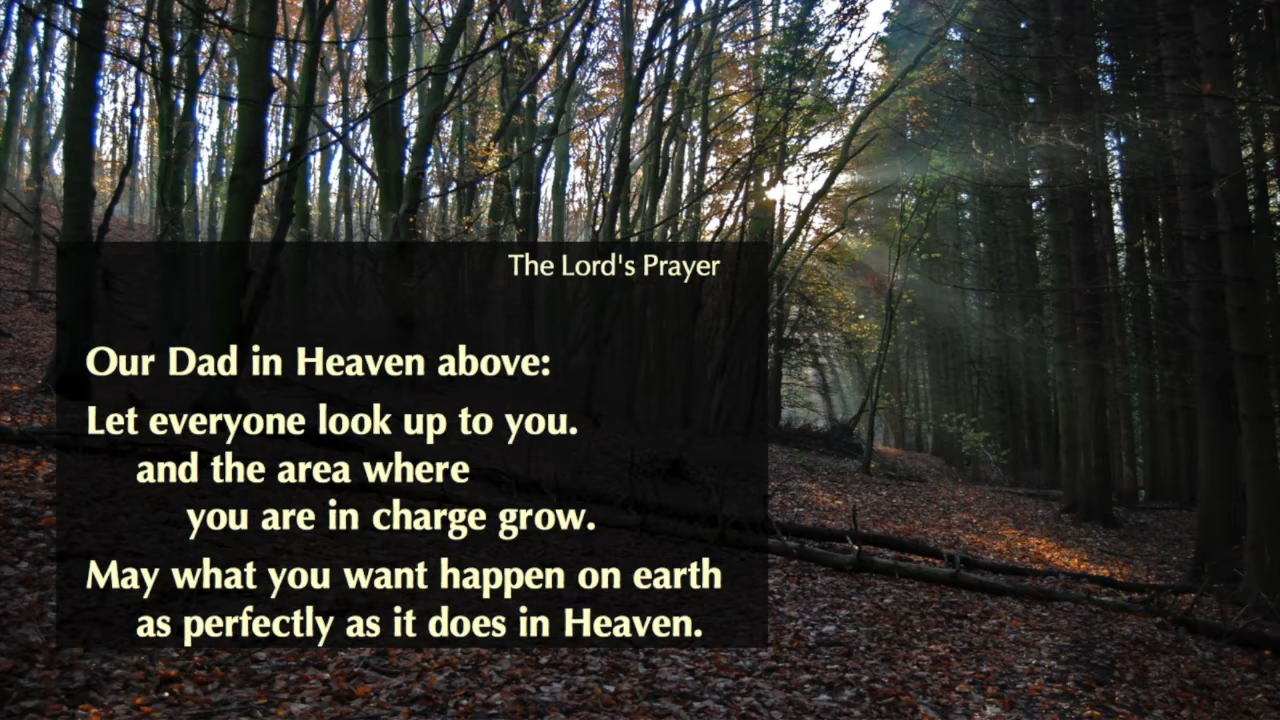 The Lord's Prayer
Our Dad in Heaven above:
Let everyone look up to you.
and the area where
you are in charge grow.
May what you want happen on earth
as perfectly as it does in Heaven.